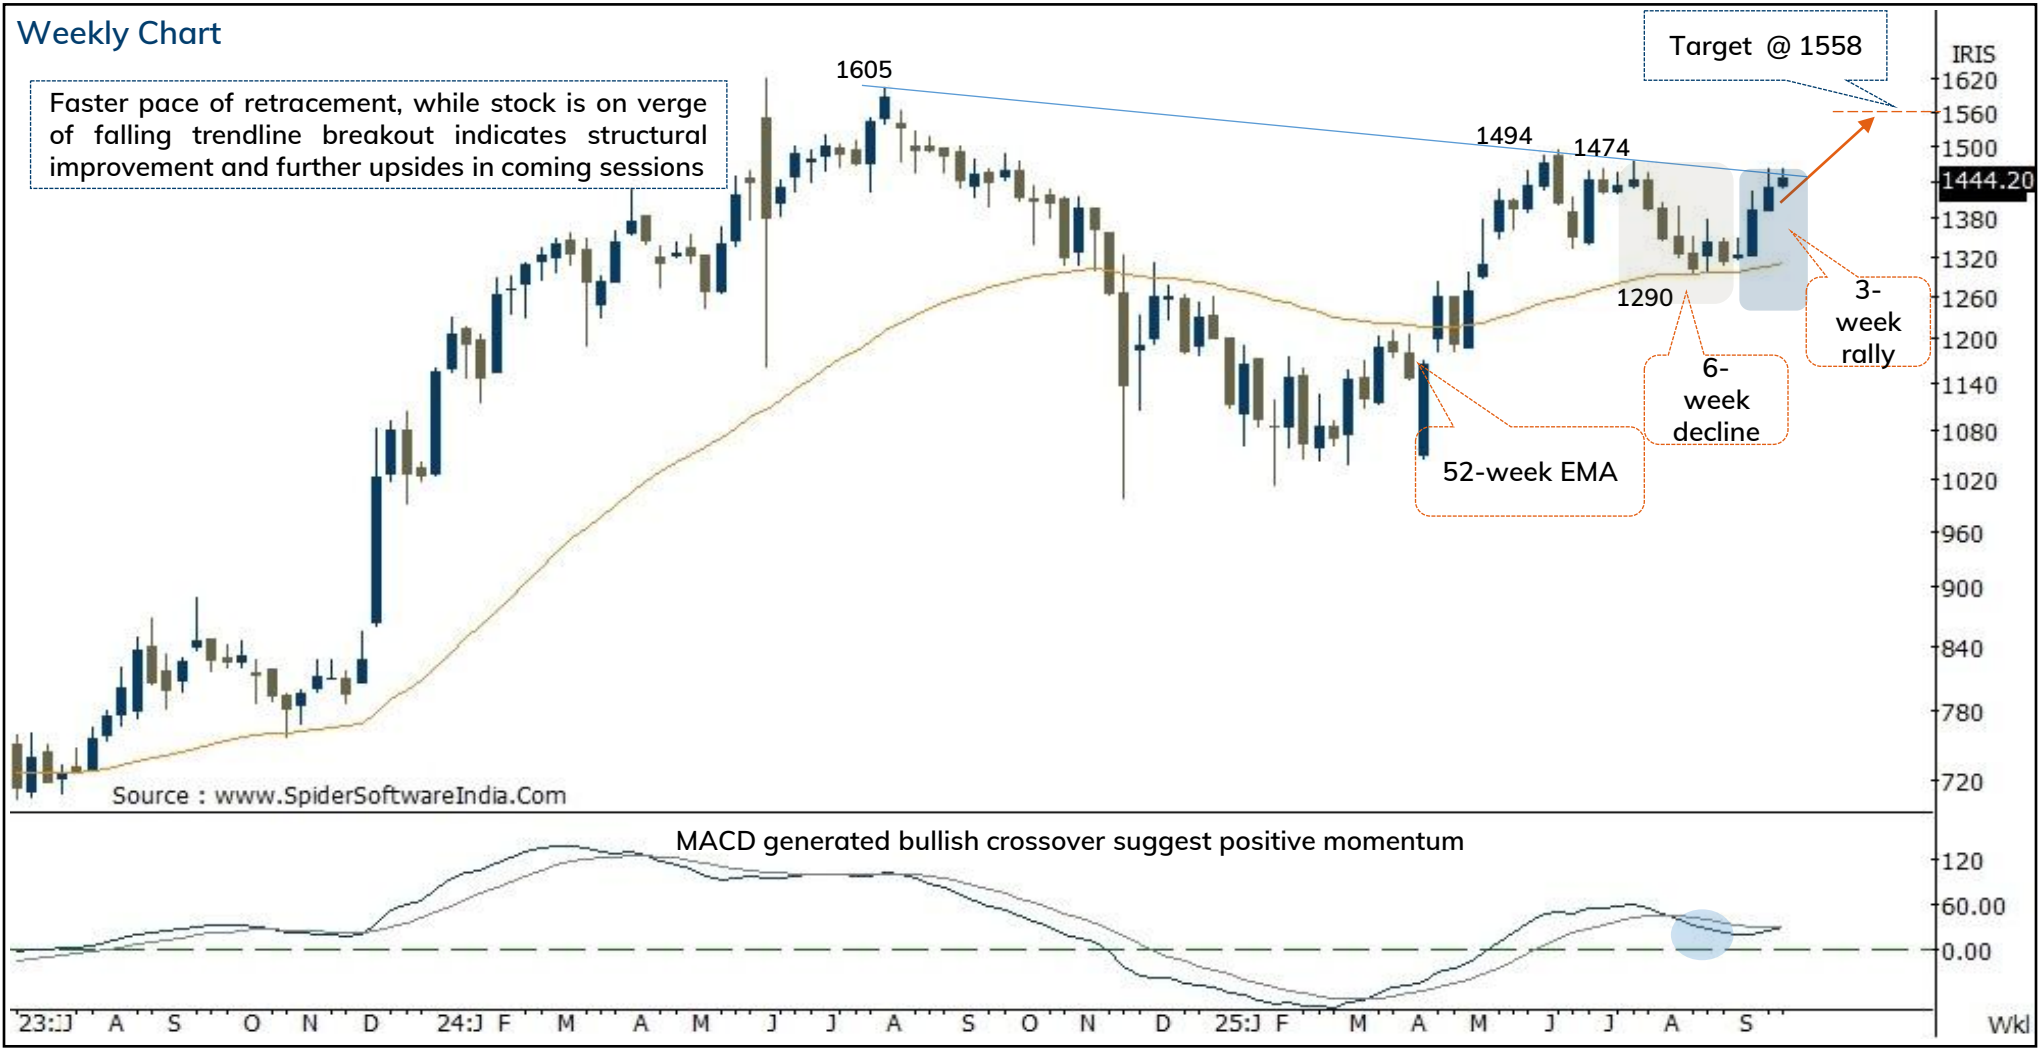 Weekly Chart
Target @ 1558
IRIS
1605
Faster pace of retracement, while stock is on verge
of falling trendline breakout indicates structural
improvement and further upsides in coming sessions
1494
1474
1620
1560
1500
1444.20
1380
1320
1260
1200
1140
1080
1020
960
900
840
780
720
1290
3-
week
rally
6-
week
decline
52-week EMA
Source : www.SpiderSoftwareIndia.Com
MACD generated bullish crossover suggest positive momentum
120
60.00
0.00
23:JJ A S O N D 24:J F M A M J J A S O N D 25:J F M A M J J A S Wkl